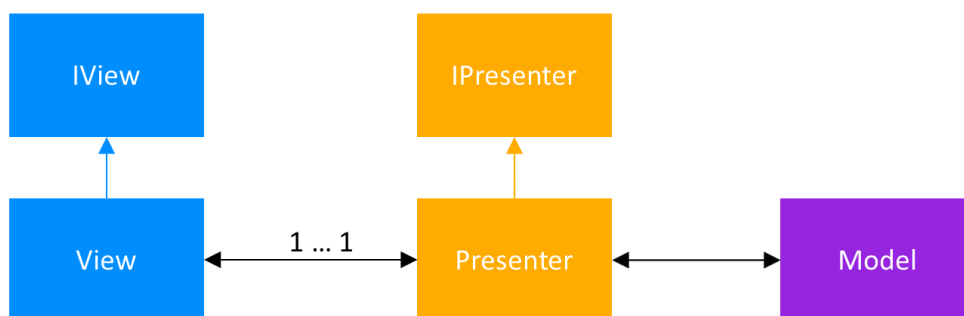 IView
IPresenter
View
1 ... 1
Presenter
Model